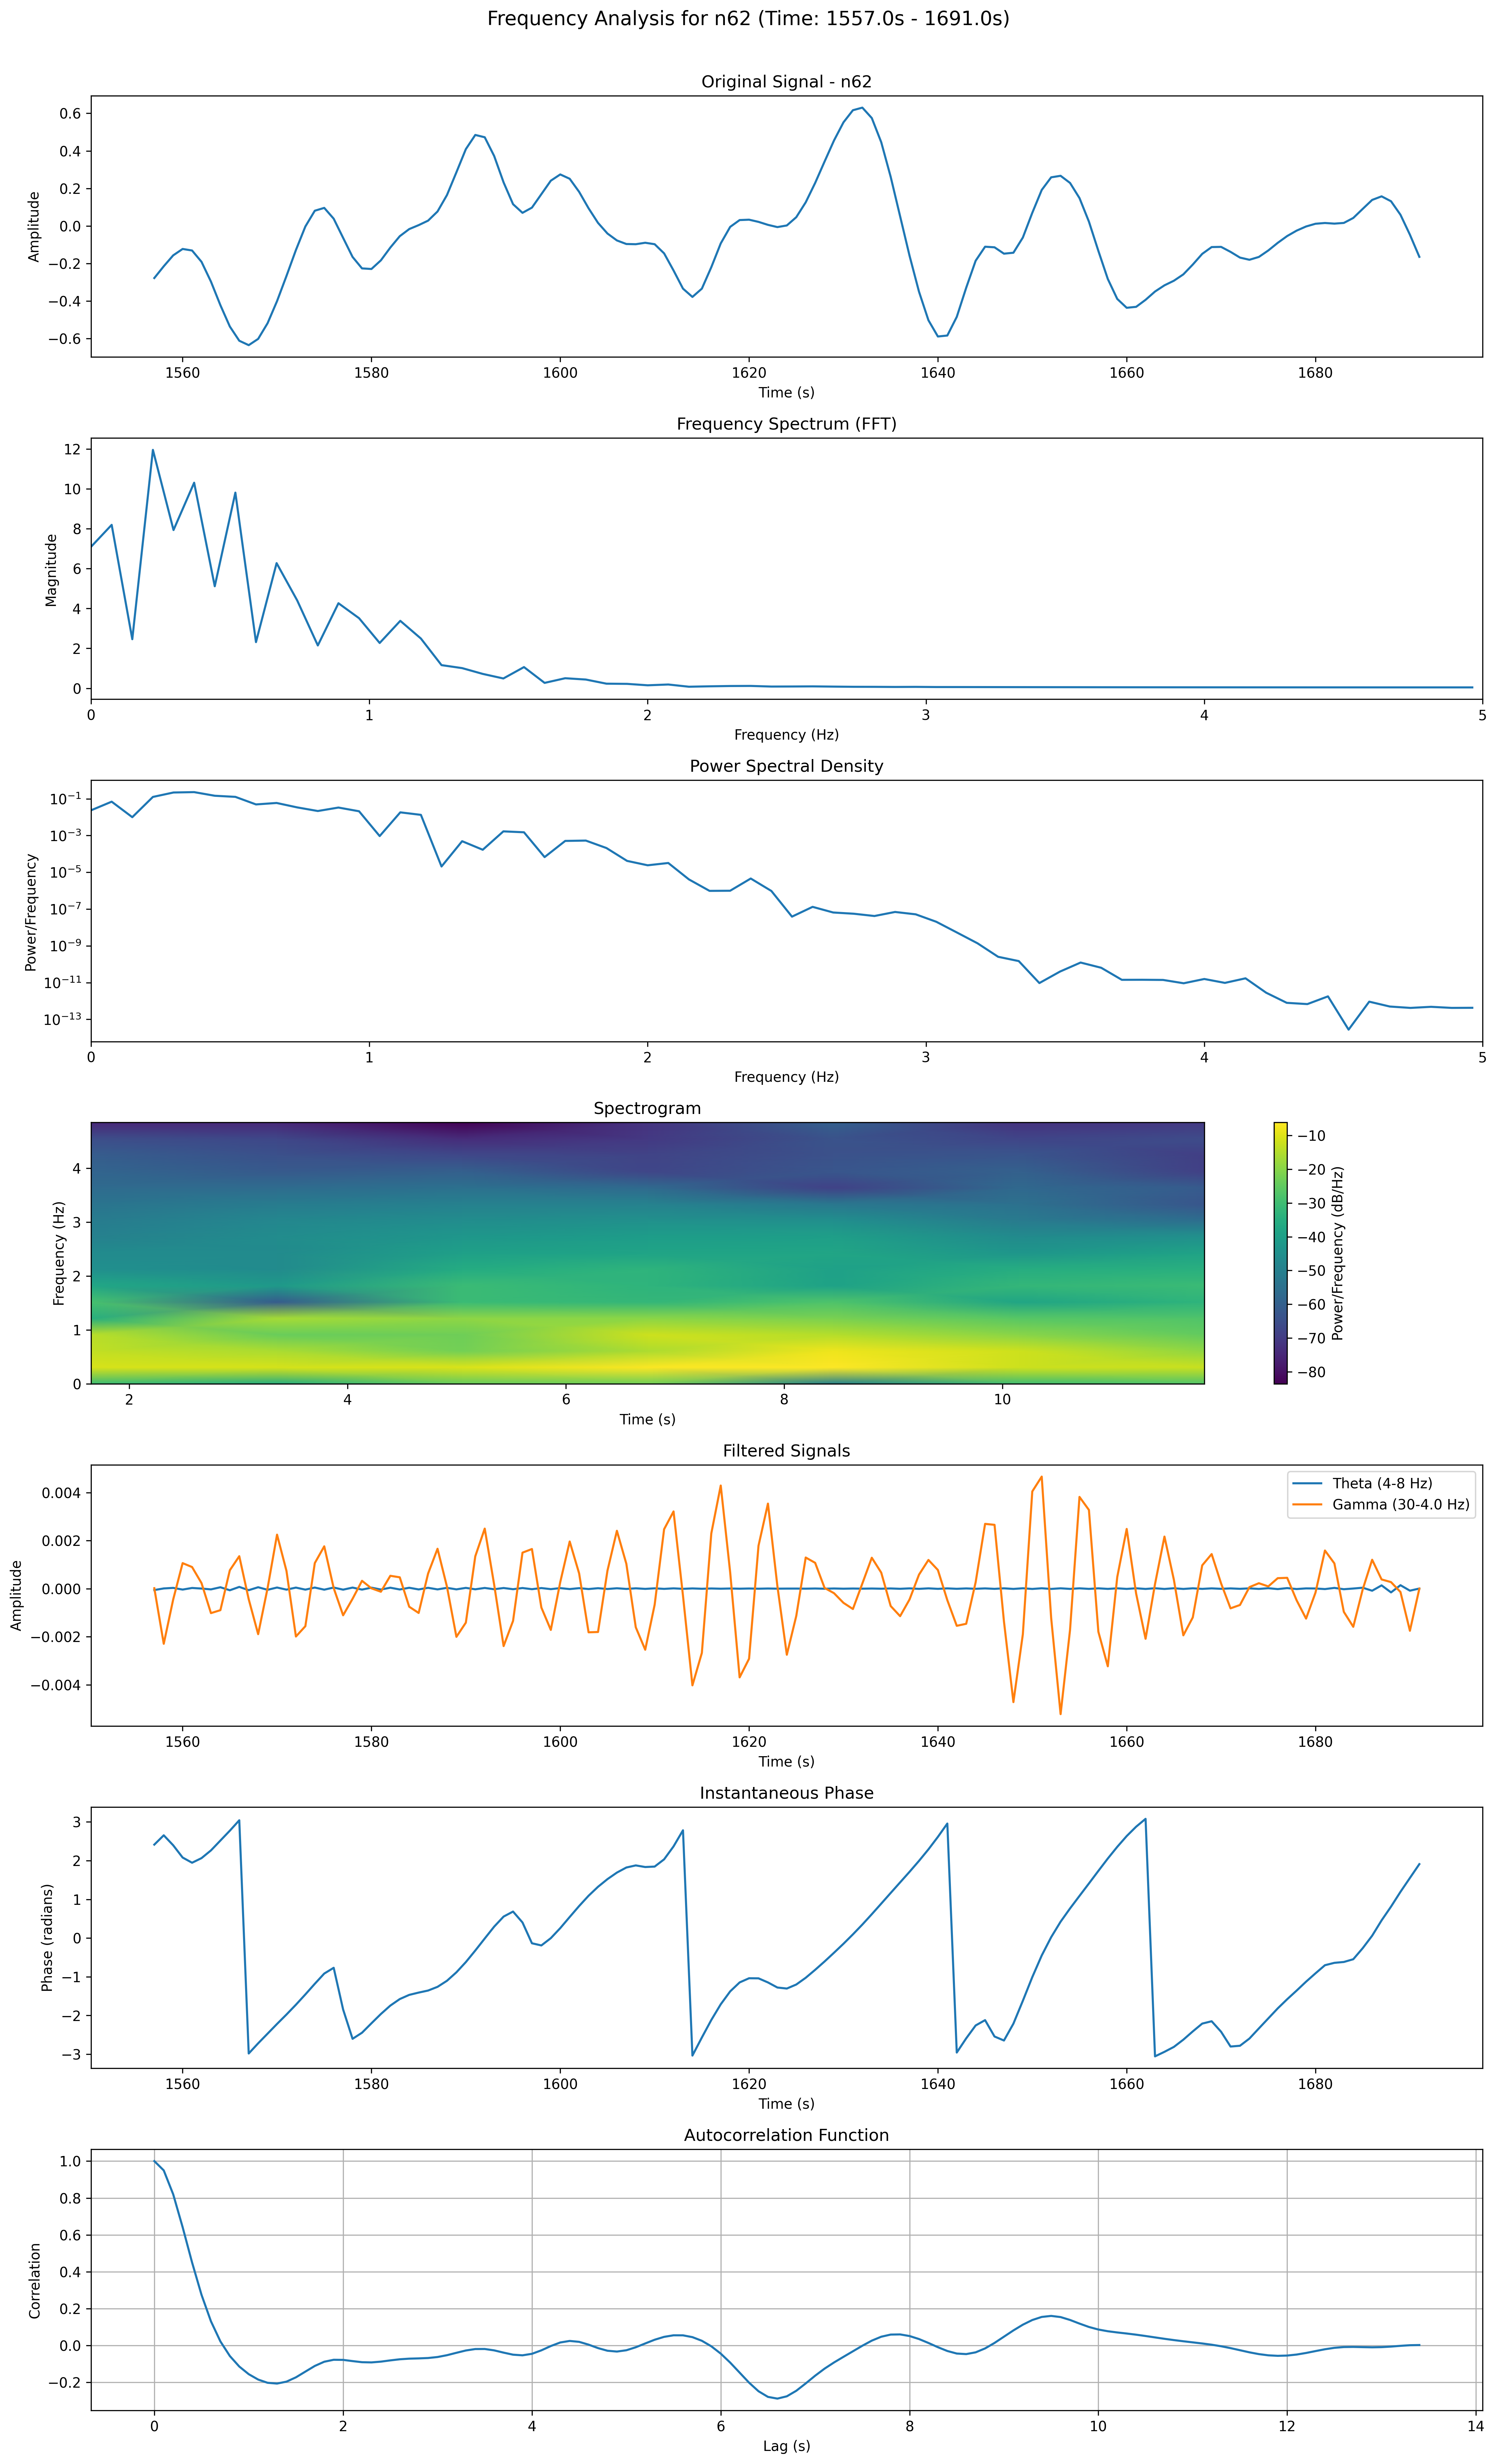 Frequency Analysis for n62 (Time: 1557.0s - 1691.0s)
Original Signal - n62
0.6
0.4
0.2
0.0
−0.2
−0.4
−0.6
Amplitude
1560 1580 1600 1620 1640 1660 1680
Time (s)
Frequency Spectrum (FFT)
12
10
8
6
4
2
0
Magnitude
0 1 2 3 4 5
Frequency (Hz)
Power Spectral Density
10⁻¹
10⁻³
10⁻⁵
10⁻⁷
10⁻⁹
10⁻¹¹
10⁻¹³
Power/Frequency
0 1 2 3 4 5
Frequency (Hz)
Spectrogram
4
3
2
1
0
Frequency (Hz)
2 4 6 8 10
Time (s)
−10
−20
−30
−40
−50
−60
−70
−80
Power/Frequency (dB/Hz)
Filtered Signals
Theta (4-8 Hz)
Gamma (30-4.0 Hz)
0.004
0.002
0.000
−0.002
−0.004
Amplitude
1560 1580 1600 1620 1640 1660 1680
Time (s)
Instantaneous Phase
3
2
1
0
−1
−2
−3
Phase (radians)
1560 1580 1600 1620 1640 1660 1680
Time (s)
Autocorrelation Function
1.0
0.8
0.6
0.4
0.2
0.0
−0.2
Correlation
0 2 4 6 8 10 12 14
Lag (s)